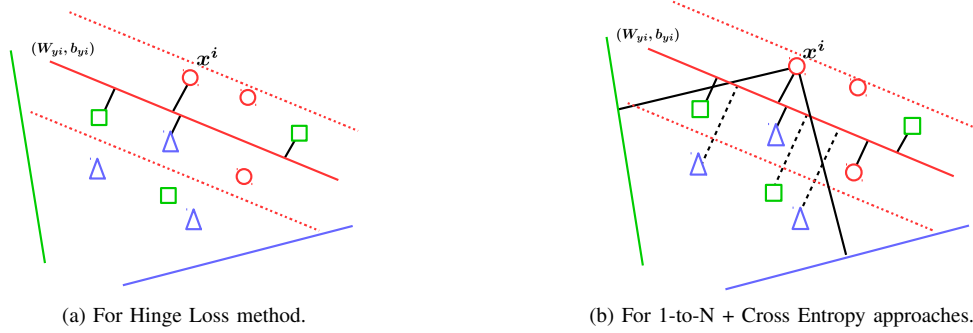 (W_{yi}, b_{yi})
x^i
(W_{yi}, b_{yi})
x^i
(a) For Hinge Loss method.
(b) For 1-to-N + Cross Entropy approaches.